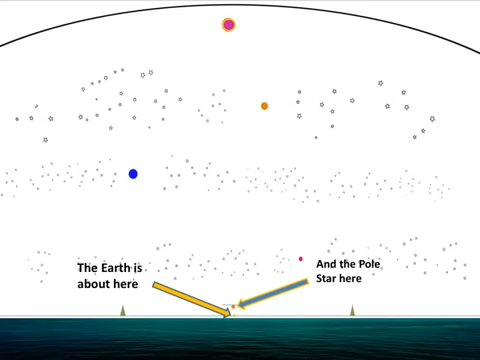 The Earth is
about here
And the Pole
Star here